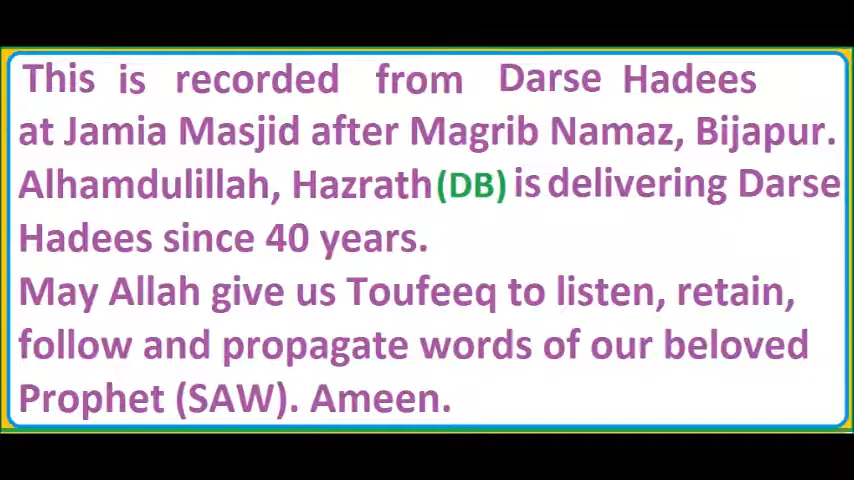 This is recorded from Darse Hadees
at Jamia Masjid after Magrib Namaz, Bijapur.
Alhamdulillah, Hazrath(DB) is delivering Darse
Hadees since 40 years.
May Allah give us Toufeeq to listen, retain,
follow and propagate words of our beloved
Prophet (SAW). Ameen.